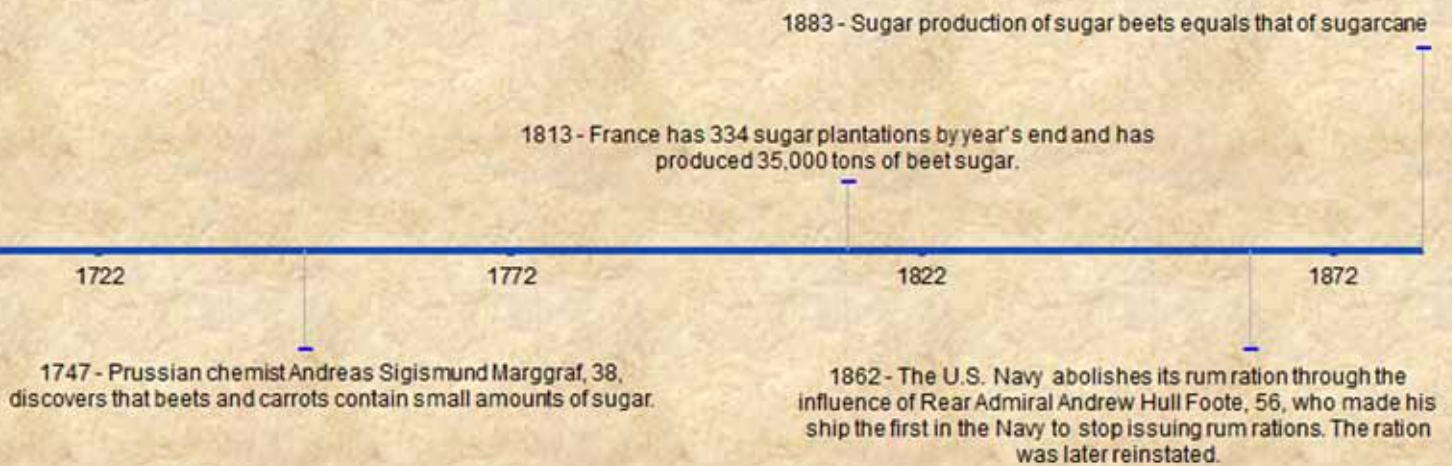 1883 - Sugar production of sugar beets equals that of sugarcane
1813 - France has 334 sugar plantations by year's end and has
produced 35,000 tons of beet sugar.
1722
1772
1822
1872
1747 - Prussian chemist Andreas Sigismund Marggraf, 38,
discovers that beets and carrots contain small amounts of sugar.
1862 - The U.S. Navy abolishes its rum ration through the
influence of Rear Admiral Andrew Hull Foote, 56, who made his
ship the first in the Navy to stop issuing rum rations. The ration
was later reinstated.